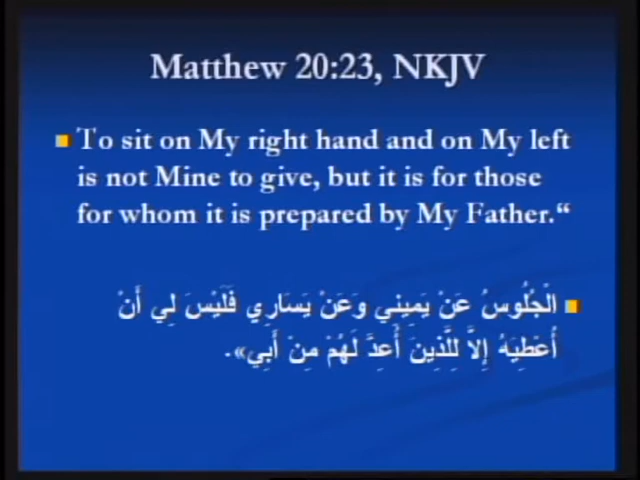 Matthew 20:23, NKJV
To sit on My right hand and on My left
is not Mine to give, but it is for those
for whom it is prepared by My Father.“
الْجُلُوسُ عَنْ يَمِينِي وَعَنْ يَسَارِي فَلَيْسَ لِي أَنْ
أُعْطِيَهُ إِلاَّ لِلَّذِينَ أُعِدَّ لَهُمْ مِنْ أَبِي».